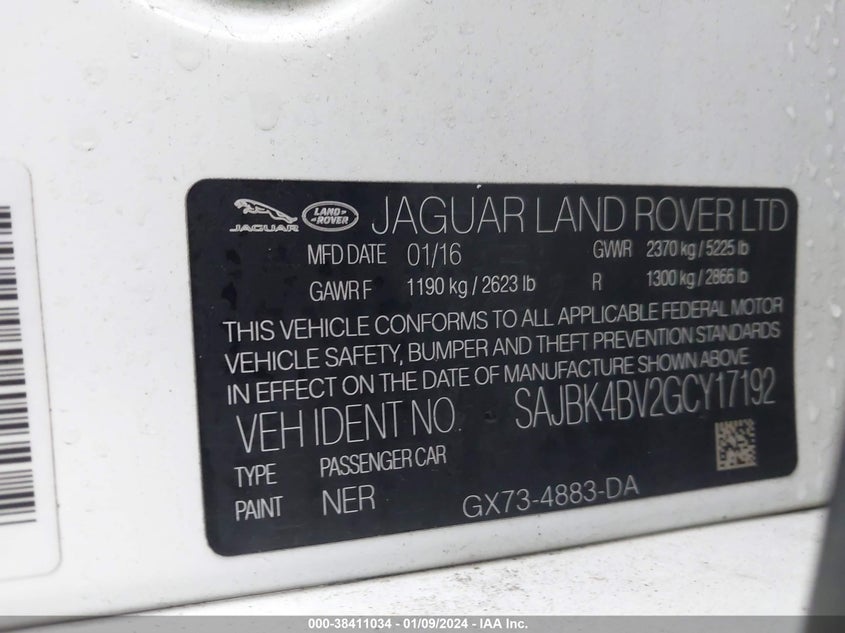 JAGUAR LAND ROVER JAGUAR LAND ROVER LTD
MFD DATE 01/16 GVWR 2370 kg / 5225 lb
GAWR F 1190 kg / 2623 lb R 1300 kg / 2866 lb
THIS VEHICLE CONFORMS TO ALL APPLICABLE FEDERAL MOTOR
VEHICLE SAFETY, BUMPER AND THEFT PREVENTION STANDARDS
IN EFFECT ON THE DATE OF MANUFACTURE SHOWN ABOVE
VEH IDENT NO. SAJBK4BV2GCY17192
TYPE PASSENGER CAR
PAINT NER GX73-4883-DA
000-38411034 - 01/09/2024 - IAA Inc.